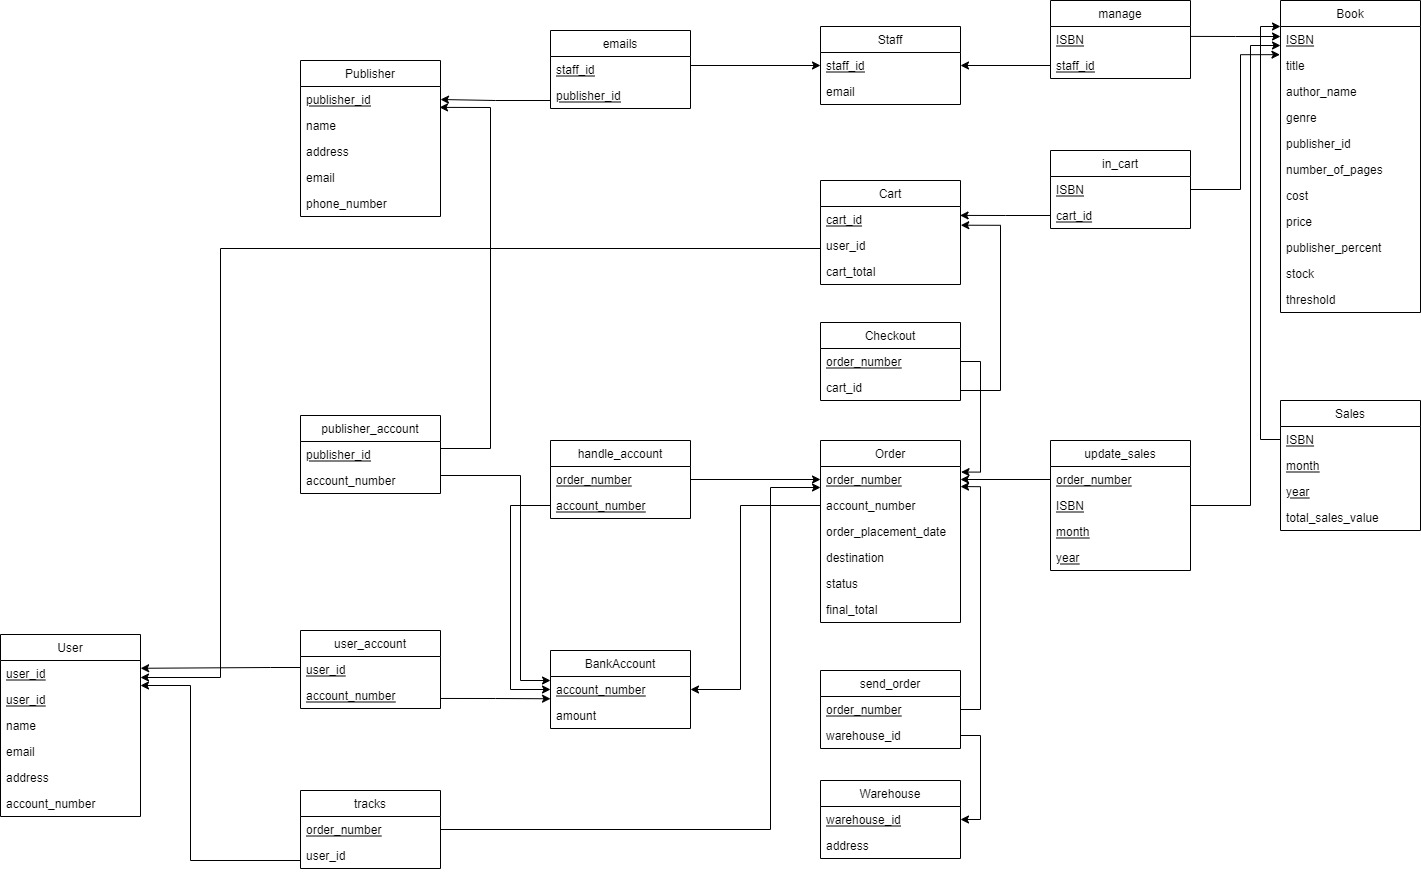 emails
staff_id
publisher_id
Publisher
publisher_id
name
address
email
phone_number
Staff
staff_id
email
manage
ISBN
staff_id
Book
ISBN
title
author_name
genre
publisher_id
number_of_pages
cost
price
publisher_percent
stock
threshold
in_cart
ISBN
cart_id
Cart
cart_id
user_id
cart_total
Checkout
order_number
cart_id
publisher_account
publisher_id
account_number
handle_account
order_number
account_number
Order
order_number
account_number
order_placement_date
destination
status
final_total
update_sales
order_number
ISBN
month
year
Sales
ISBN
month
year
total_sales_value
User
user_id
user_id
name
email
address
account_number
user_account
user_id
account_number
BankAccount
account_number
amount
send_order
order_number
warehouse_id
tracks
order_number
user_id
Warehouse
warehouse_id
address